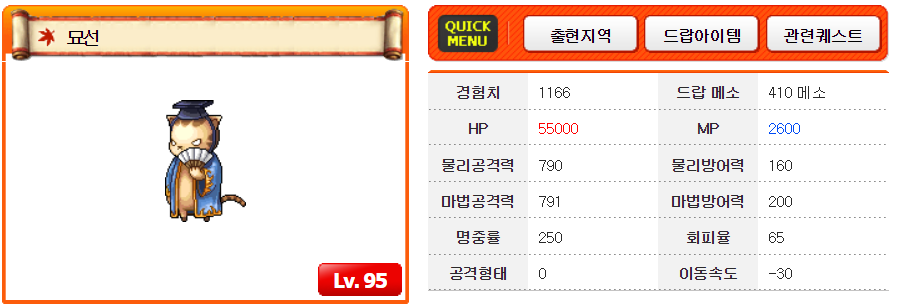 묘선
Lv. 95
QUICK MENU 출현지역 드랍아이템 관련퀘스트
경험치 1166 드랍 메소 410 메소
HP 55000 MP 2600
물리공격력 790 물리방어력 160
마법공격력 791 마법방어력 200
명중률 250 회피율 65
공격형태 0 이동속도 -30